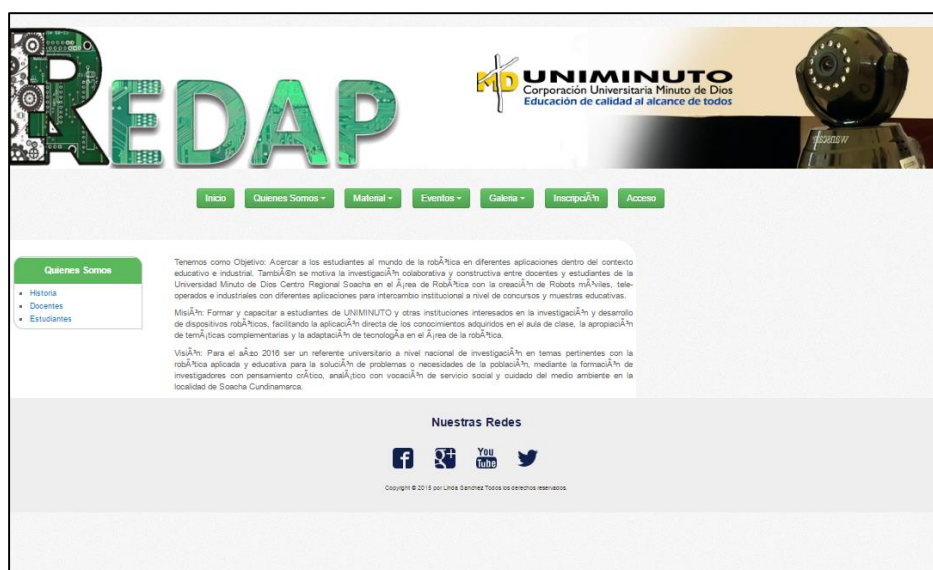 REDAP
UNIMINUTO
Corporación Universitaria Minuto de Dios
Educación de calidad al alcance de todos
WANSCAM
Inicio
Quienes Somos
Material
Eventos
Galeria
InscripciÃ³n
Acceso
Quienes Somos
Historia
Docentes
Estudiantes
Tenemos como Objetivo: Acercar a los estudiantes al mundo de la robÃ³tica en diferentes aplicaciones dentro del contexto
educativo e industrial. TambiÃ©n se motiva la investigaciÃ³n colaborativa y constructiva entre docentes y estudiantes de la
Universidad Minuto de Dios Centro Regional Soacha en el Ã¡rea de RobÃ³tica con la creaciÃ³n de Robots mÃ³viles, tele-
operados e industriales con diferentes aplicaciones para intercambio institucional a nivel de concursos y muestras educativas.
MisiÃ³n: Formar y capacitar a estudiantes de UNIMINUTO y otras instituciones interesados en la investigaciÃ³n y desarrollo
de dispositivos robÃ³ticos, facilitando la aplicaciÃ³n directa de los conocimientos adquiridos en el aula de clase, la apropiaciÃ³n
de temÃ¡ticas complementarias y la adaptaciÃ³n de tecnologÃ­a en el Ã¡rea de la robÃ³tica.
VisiÃ³n: Para el aÃ±o 2016 ser un referente universitario a nivel nacional de investigaciÃ³n en temas pertinentes con la
robÃ³tica aplicada y educativa para la soluciÃ³n de problemas o necesidades de la poblaciÃ³n, mediante la formaciÃ³n de
investigadores con pensamiento crÃ­tico, analÃ­tico con vocaciÃ³n de servicio social y cuidado del medio ambiente en la
localidad de Soacha Cundinamarca.
Nuestras Redes
You
Tube
Copyright © 2015 por Linda Sanchez Todos los derechos reservados.